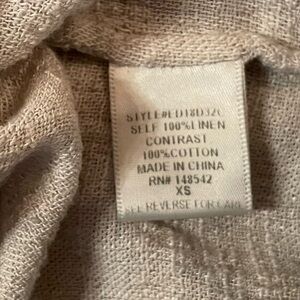 STYLE#ED18D32C
SELF 100%LINEN
CONTRAST
100%COTTON
MADE IN CHINA
RN# 148542
XS
SEE REVERSE FOR CARE